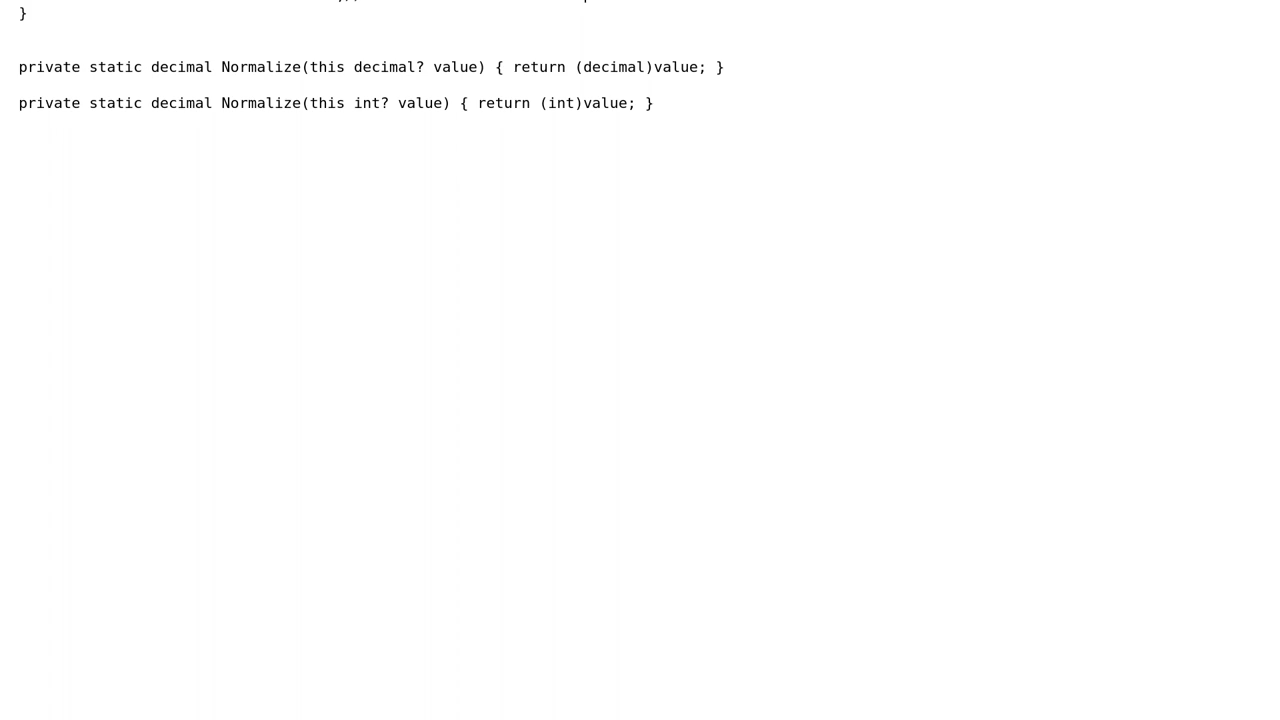 }
private static decimal Normalize(this decimal? value) { return (decimal)value; }
private static decimal Normalize(this int? value) { return (int)value; }